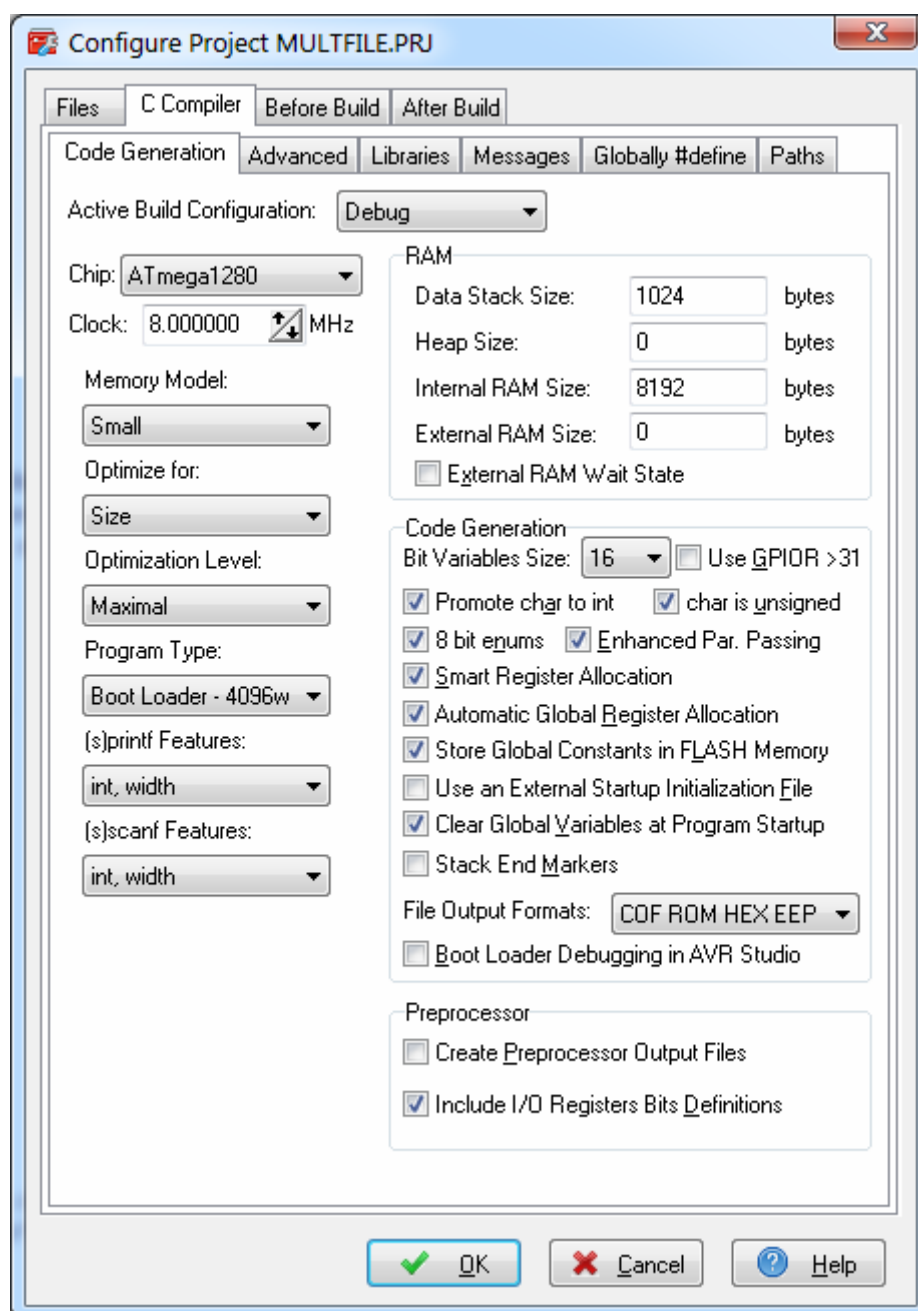 Configure Project MULTFILE.PRJ
Files C Compiler Before Build After Build
Code Generation Advanced Libraries Messages Globally #define Paths
Active Build Configuration: Debug
Chip: ATmega1280
Clock: 8.000000 MHz
Memory Model:
Small
Optimize for:
Size
Optimization Level:
Maximal
Program Type:
Boot Loader - 4096w
(s)printf Features:
int, width
(s)scanf Features:
int, width
RAM
Data Stack Size: 1024 bytes
Heap Size: 0 bytes
Internal RAM Size: 8192 bytes
External RAM Size: 0 bytes
External RAM Wait State
Code Generation
Bit Variables Size: 16 Use GPIOR >31
Promote char to int char is unsigned
8 bit enums Enhanced Par. Passing
Smart Register Allocation
Automatic Global Register Allocation
Store Global Constants in FLASH Memory
Use an External Startup Initialization File
Clear Global Variables at Program Startup
Stack End Markers
File Output Formats: COF ROM HEX EEP
Boot Loader Debugging in AVR Studio
Preprocessor
Create Preprocessor Output Files
Include I/O Registers Bits Definitions
OK Cancel Help